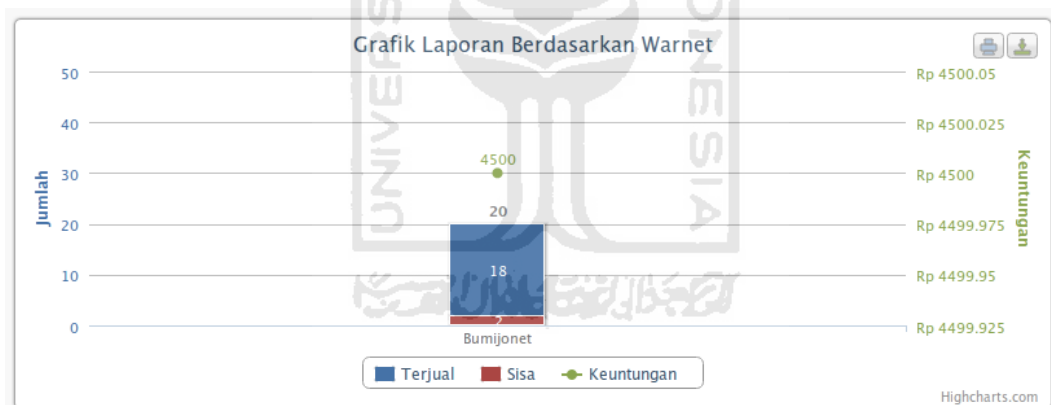 Grafik Laporan Berdasarkan Warnet
50
40
30
20
10
0
Jumlah
Rp 4500.05
Rp 4500.025
Rp 4500
Rp 4499.975
Rp 4499.95
Rp 4499.925
Keuntungan
4500
20
18
2
Bumijonet
Terjual Sisa Keuntungan
Highcharts.com